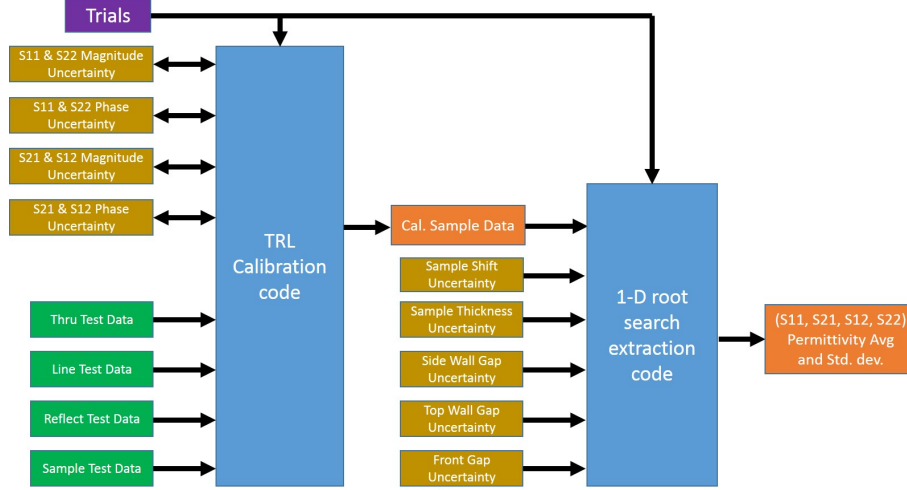 Trials
S11 & S22 Magnitude
Uncertainty
S11 & S22 Phase
Uncertainty
S21 & S12 Magnitude
Uncertainty
S21 & S12 Phase
Uncertainty
Thru Test Data
Line Test Data
Reflect Test Data
Sample Test Data
TRL
Calibration
code
Cal. Sample Data
Sample Shift
Uncertainty
Sample Thickness
Uncertainty
Side Wall Gap
Uncertainty
Top Wall Gap
Uncertainty
Front Gap
Uncertainty
1-D root
search
extraction
code
(S11, S21, S12, S22)
Permittivity Avg
and Std. dev.